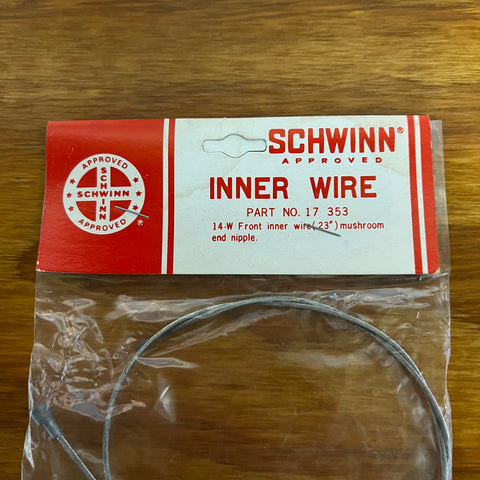 APPROVED
SCHWINN
SCHWINN
APPROVED
SCHWINN®
APPROVED
INNER WIRE
PART NO. 17 353
14-W Front inner wire(23") mushroom
end nipple.